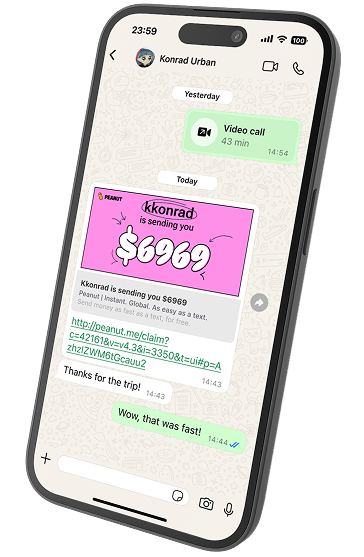 23:59
100
Konrad Urban
Yesterday
Video call
43 min
14:54
Today
PEANUT
kkonrad
is sending you
$6969
Kkonrad is sending you $6969
Peanut | Instant. Global. As easy as a text.
Send money as fast as a text, for free.
http://peanut.me/claim?
c=42161&v=v4.3&i=3350&t=ui#p=A
zhzIZWM6tGcauu2
14:43
Thanks for the trip!
14:43
Wow, that was fast!
14:44